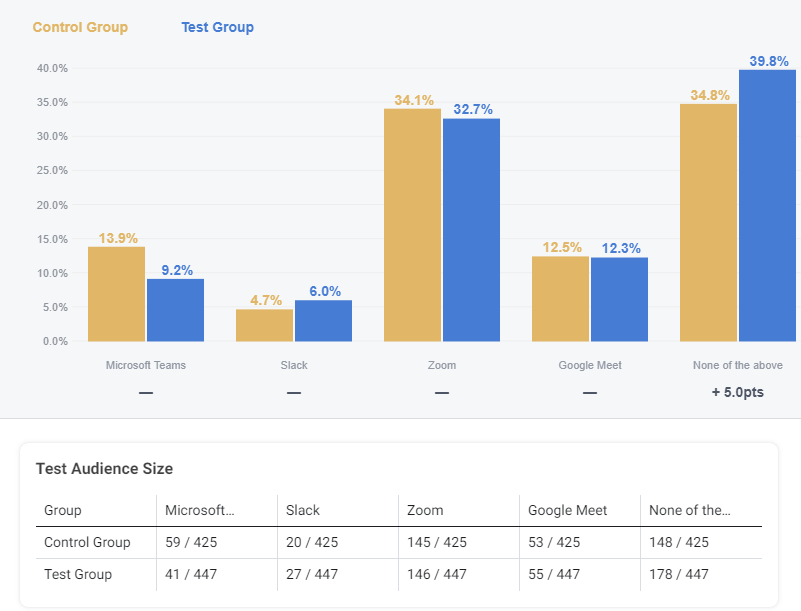 Control Group Test Group
39.8%
40.0%
35.0%
34.1%
34.8%
32.7%
30.0%
25.0%
20.0%
15.0%
13.9%
12.5% 12.3%
10.0%
9.2%
6.0%
5.0%
4.7%
0.0%
Microsoft Teams Slack Zoom Google Meet None of the above
— — — — + 5.0pts
Test Audience Size
Group Microsoft... Slack Zoom Google Meet None of the...
Control Group 59 / 425 20 / 425 145 / 425 53 / 425 148 / 425
Test Group 41 / 447 27 / 447 146 / 447 55 / 447 178 / 447